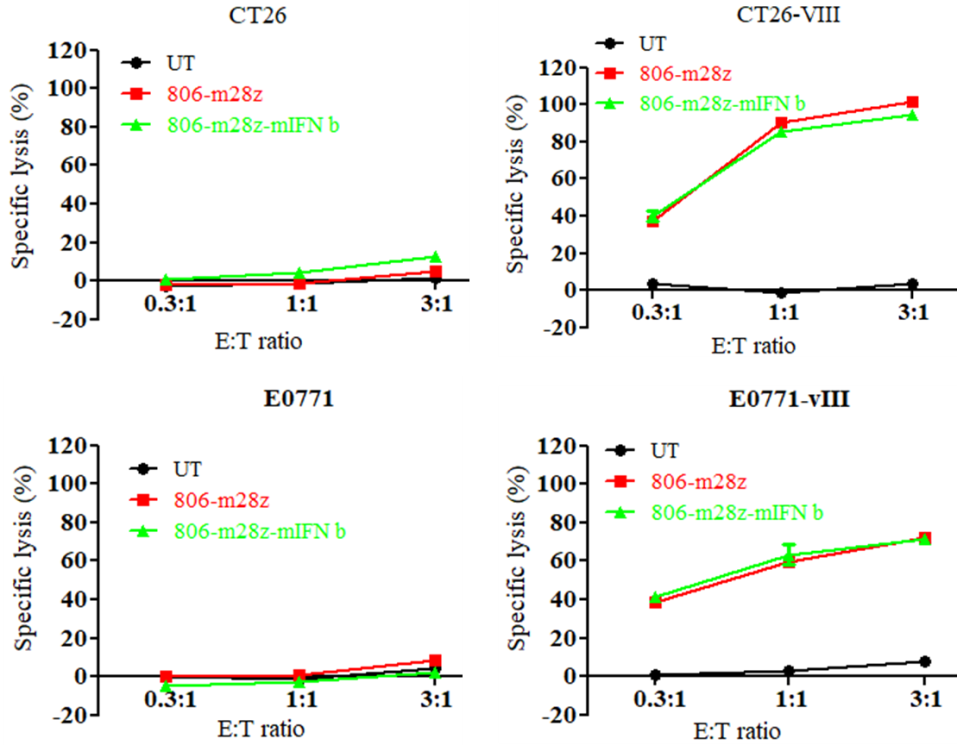 CT26
120
100
80
60
40
20
0
-20
Specific lysis (%)
UT
806-m28z
806-m28z-mIFN b
0.3:1 1:1 3:1
E:T ratio
CT26-VIII
120
100
80
60
40
20
0
-20
Specific lysis (%)
UT
806-m28z
806-m28z-mIFN b
0.3:1 1:1 3:1
E:T ratio
E0771
120
100
80
60
40
20
0
-20
Specific lysis (%)
UT
806-m28z
806-m28z-mIFN b
0.3:1 1:1 3:1
E:T ratio
E0771-vIII
120
100
80
60
40
20
0
-20
Specific lysis (%)
UT
806-m28z
806-m28z-mIFN b
0.3:1 1:1 3:1
E:T ratio